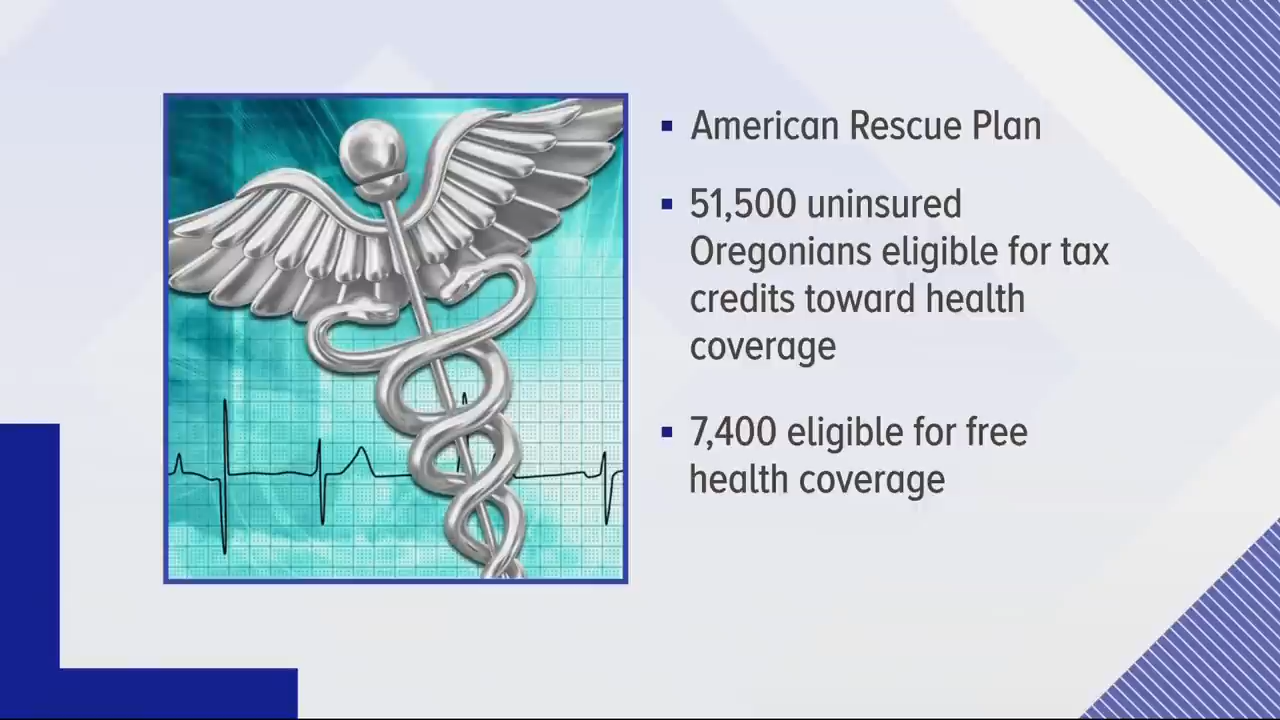 American Rescue Plan
51,500 uninsured
Oregonians eligible for tax
credits toward health
coverage
7,400 eligible for free
health coverage